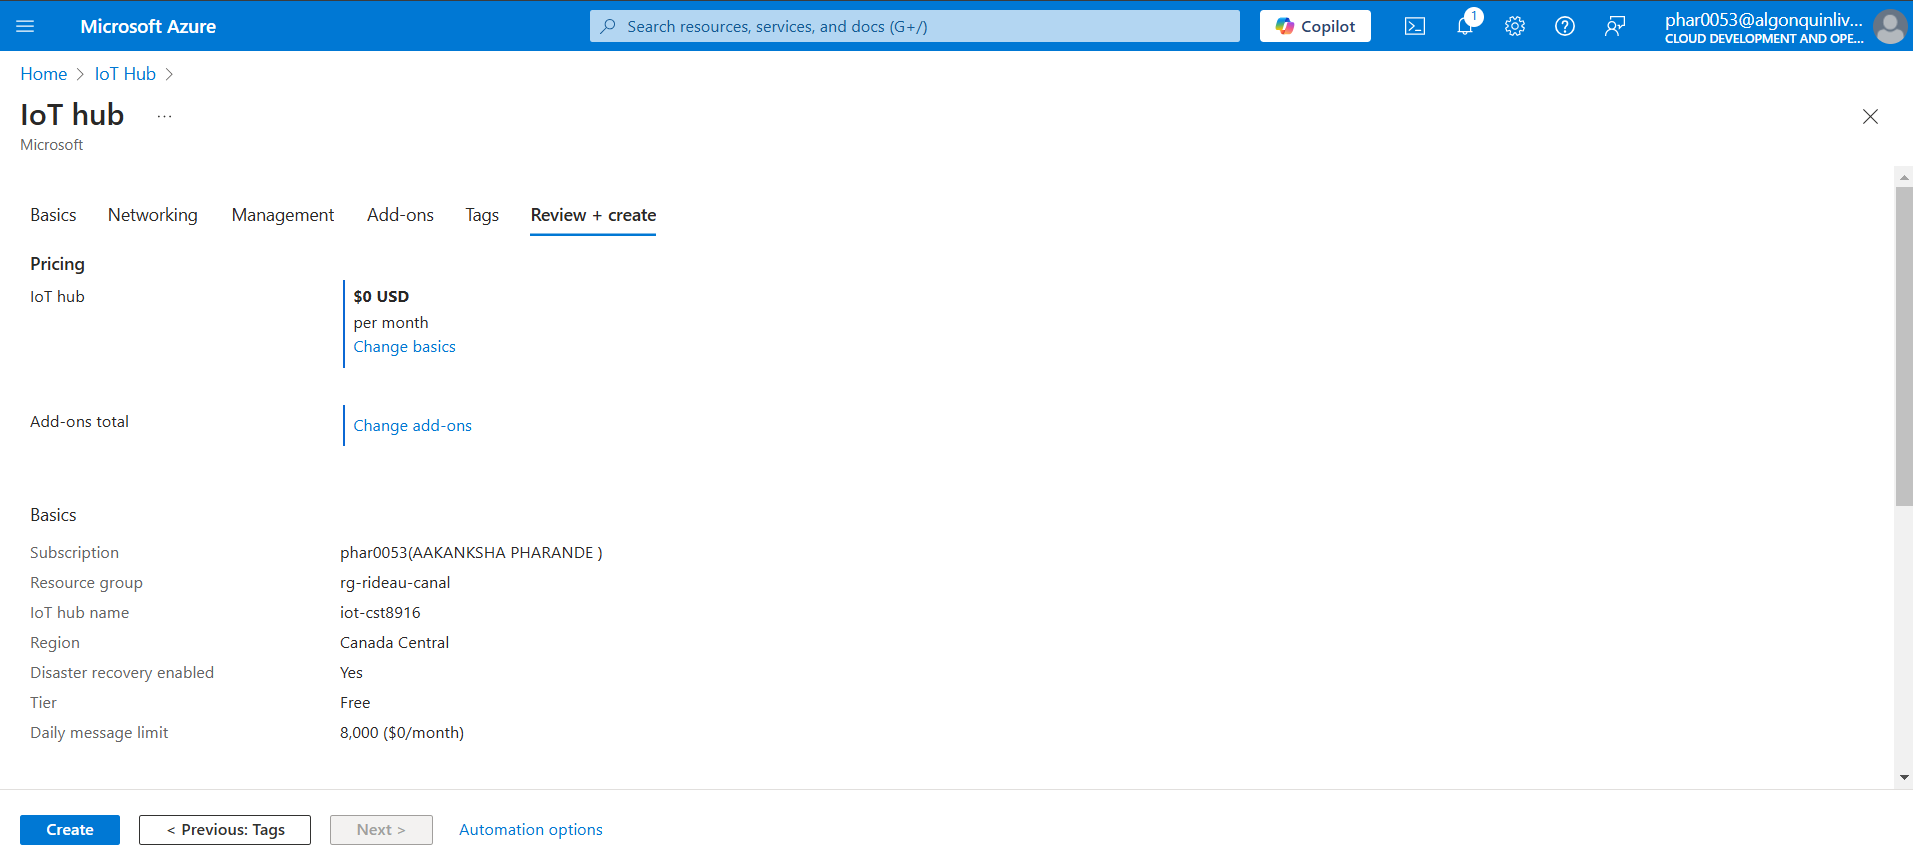 Microsoft Azure
Search resources, services, and docs (G+/)
Copilot
1
phar0053@algonquinliv...
CLOUD DEVELOPMENT AND OPE...
Home > IoT Hub >
IoT hub ...
Microsoft
Basics Networking Management Add-ons Tags Review + create
Pricing
IoT hub
$0 USD
per month
Change basics
Add-ons total
Change add-ons
Basics
Subscription phar0053(AAKANKSHA PHARANDE )
Resource group rg-rideau-canal
IoT hub name iot-cst8916
Region Canada Central
Disaster recovery enabled Yes
Tier Free
Daily message limit 8,000 ($0/month)
Create < Previous: Tags Next > Automation options